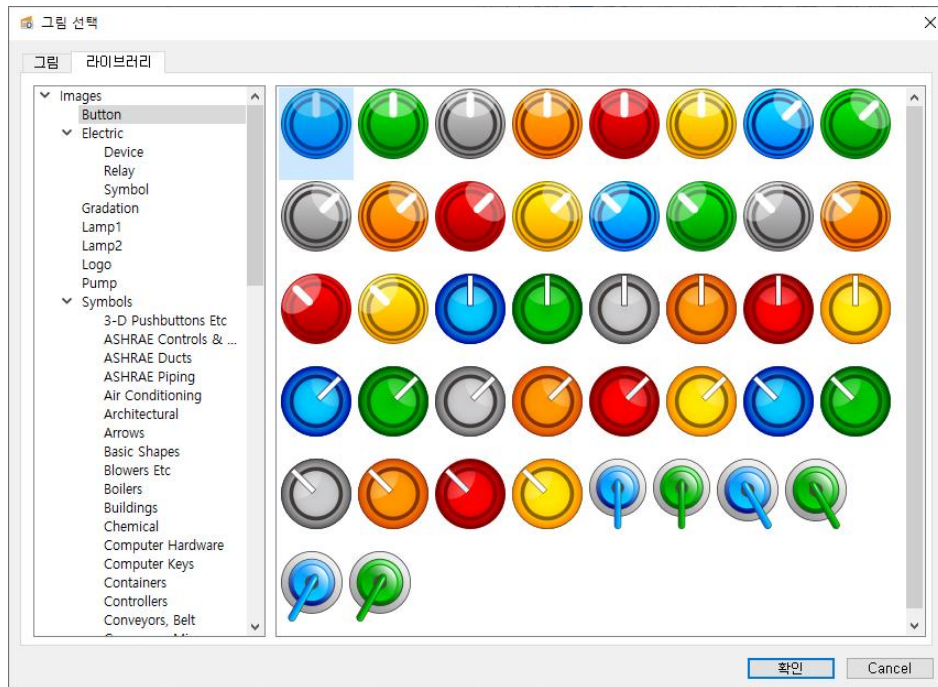 그림 선택
그림 라이브러리
Images
Button
Electric
Device
Relay
Symbol
Gradation
Lamp1
Lamp2
Logo
Pump
Symbols
3-D Pushbuttons Etc
ASHRAE Controls & ...
ASHRAE Ducts
ASHRAE Piping
Air Conditioning
Architectural
Arrows
Basic Shapes
Blowers Etc
Boilers
Buildings
Chemical
Computer Hardware
Computer Keys
Containers
Controllers
Conveyors, Belt
확인 Cancel